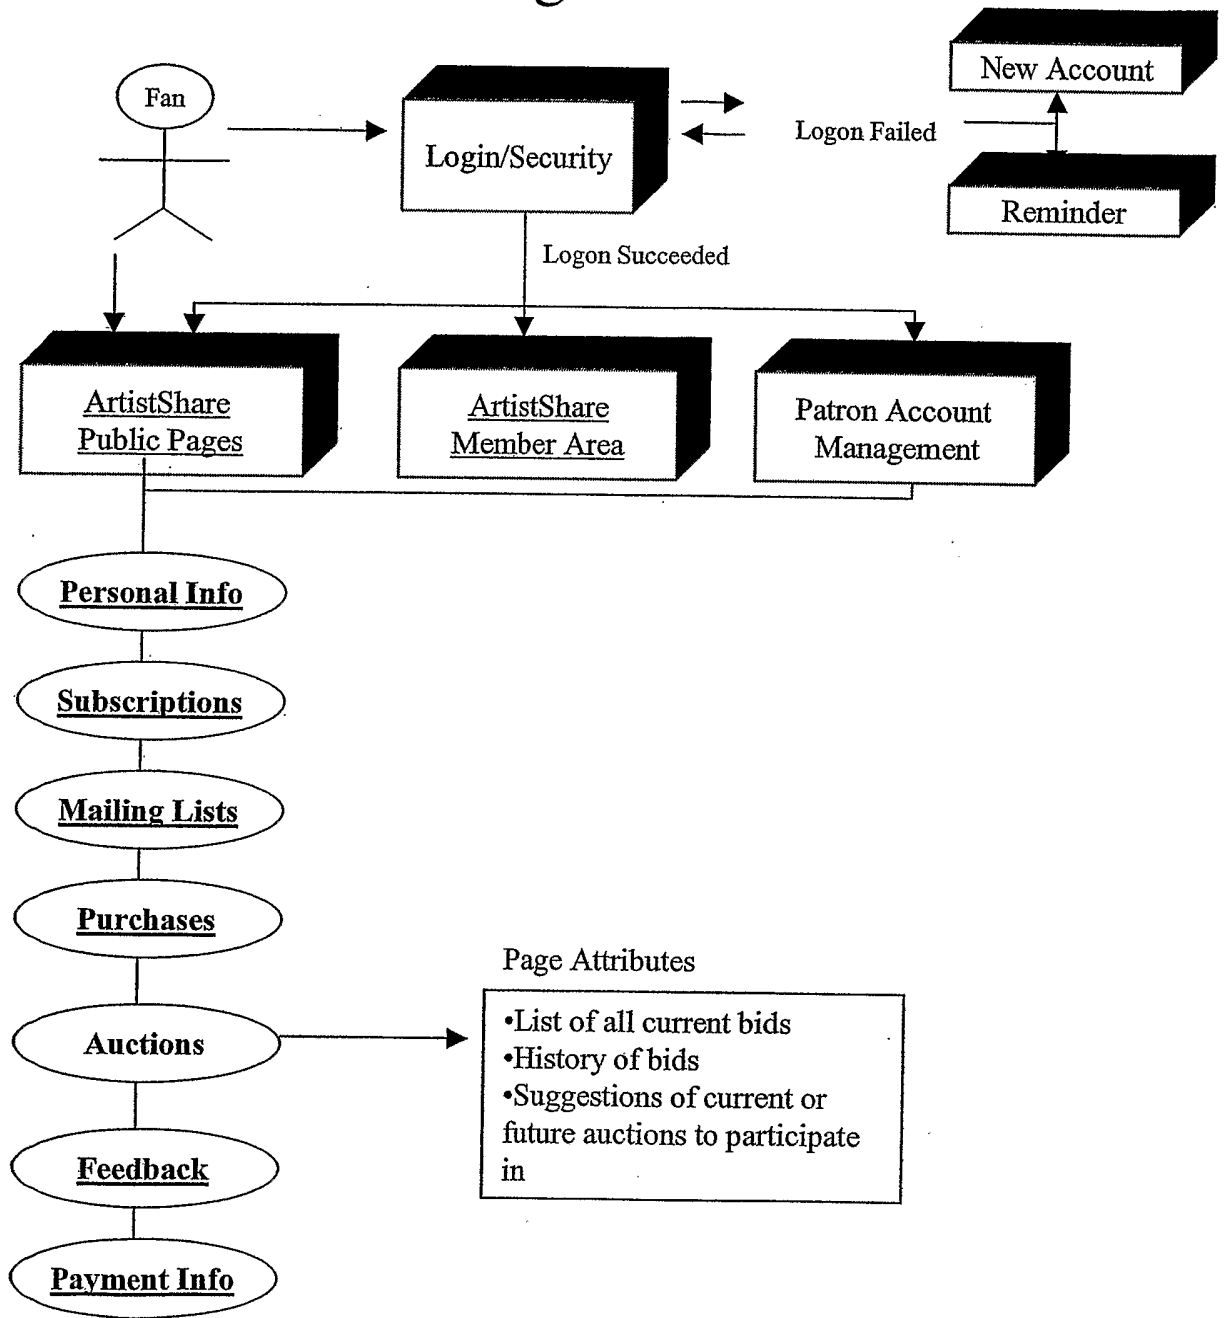 New Account
Fan
Logon Failed
Login/Security
Reminder
Logon Succeeded
ArtistShare
Public Pages
ArtistShare
Member Area
Patron Account
Management
Personal Info
Subscriptions
Mailing Lists
Purchases
Page Attributes
•List of all current bids
•History of bids
•Suggestions of current or
future auctions to participate
in
Auctions
Feedback
Payment Info